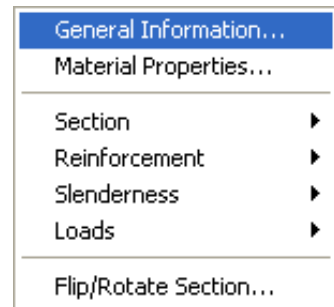 General Information...
Material Properties...
Section
Reinforcement
Slenderness
Loads
Flip/Rotate Section...